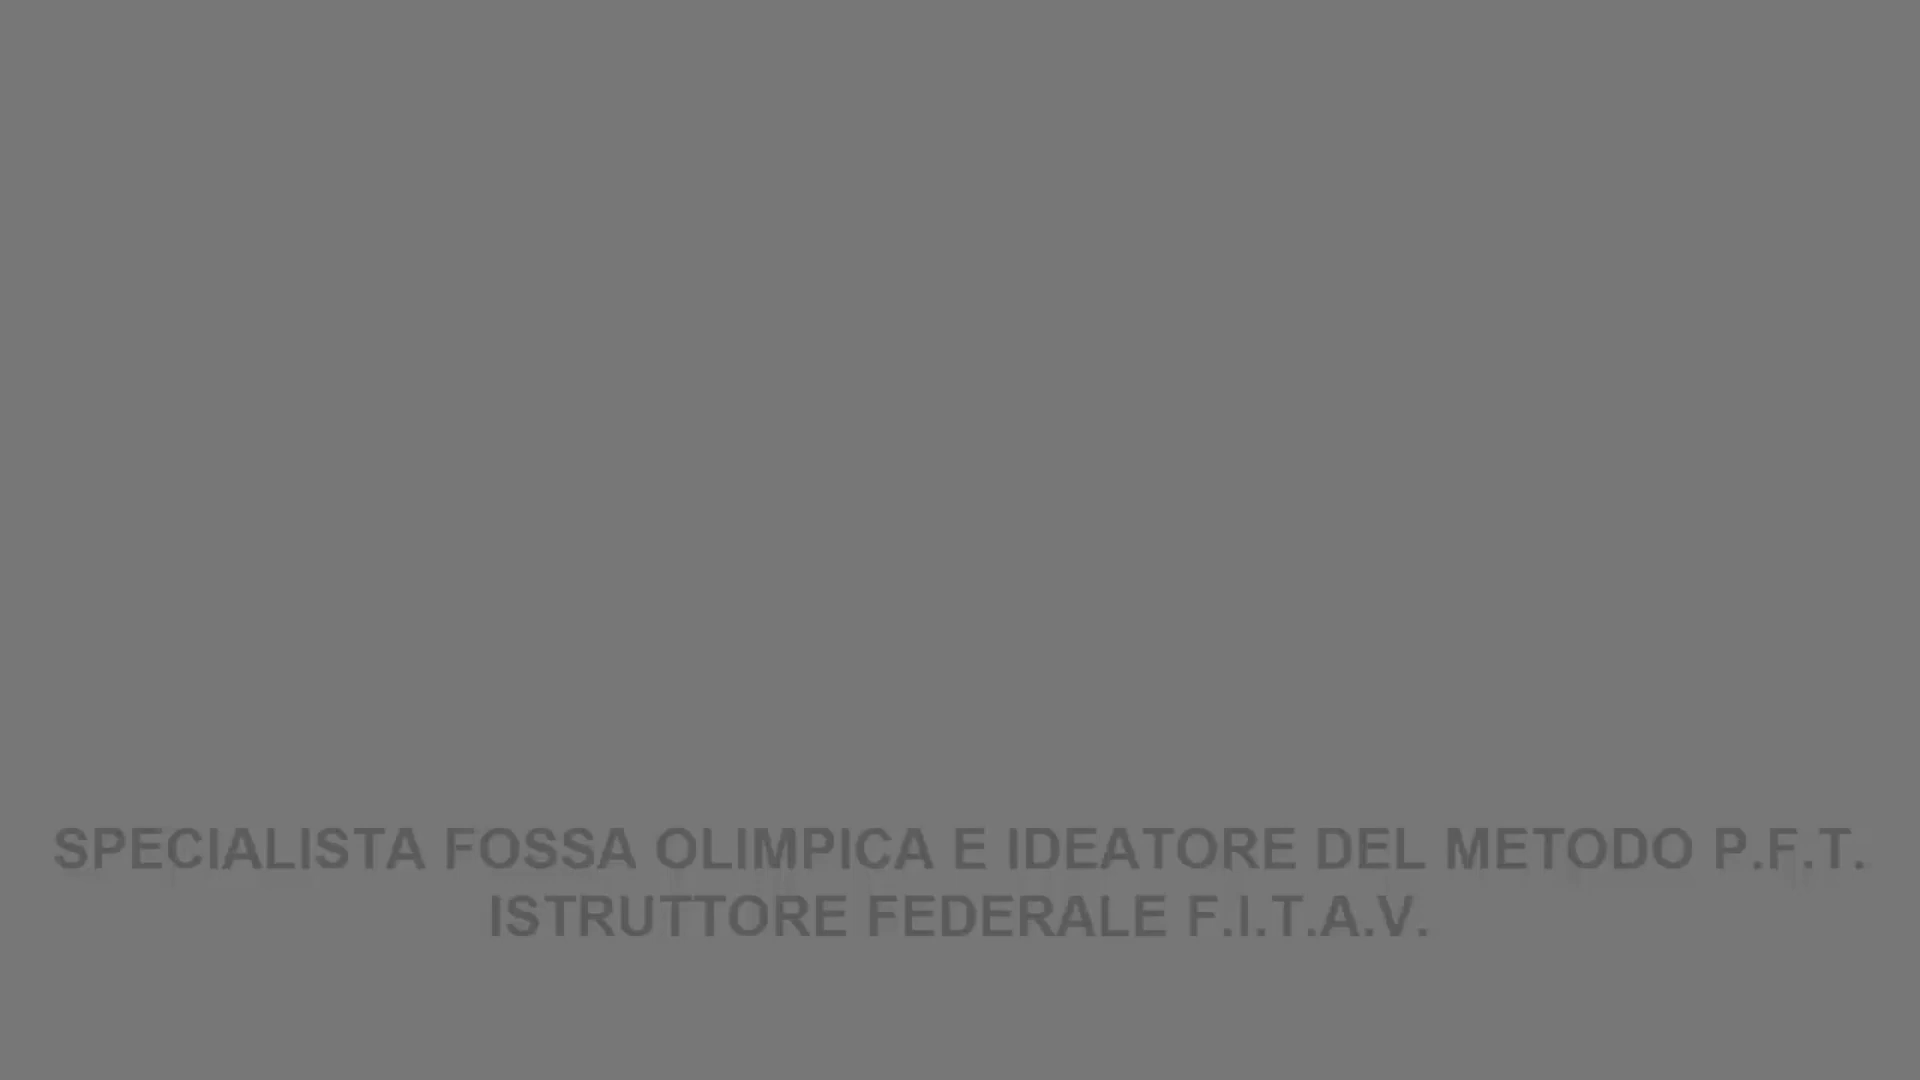 SPECIALISTA FOSSA OLIMPICA E IDEATORE DEL METODO P.F.T.
ISTRUTTORE FEDERALE F.I.T.A.V.